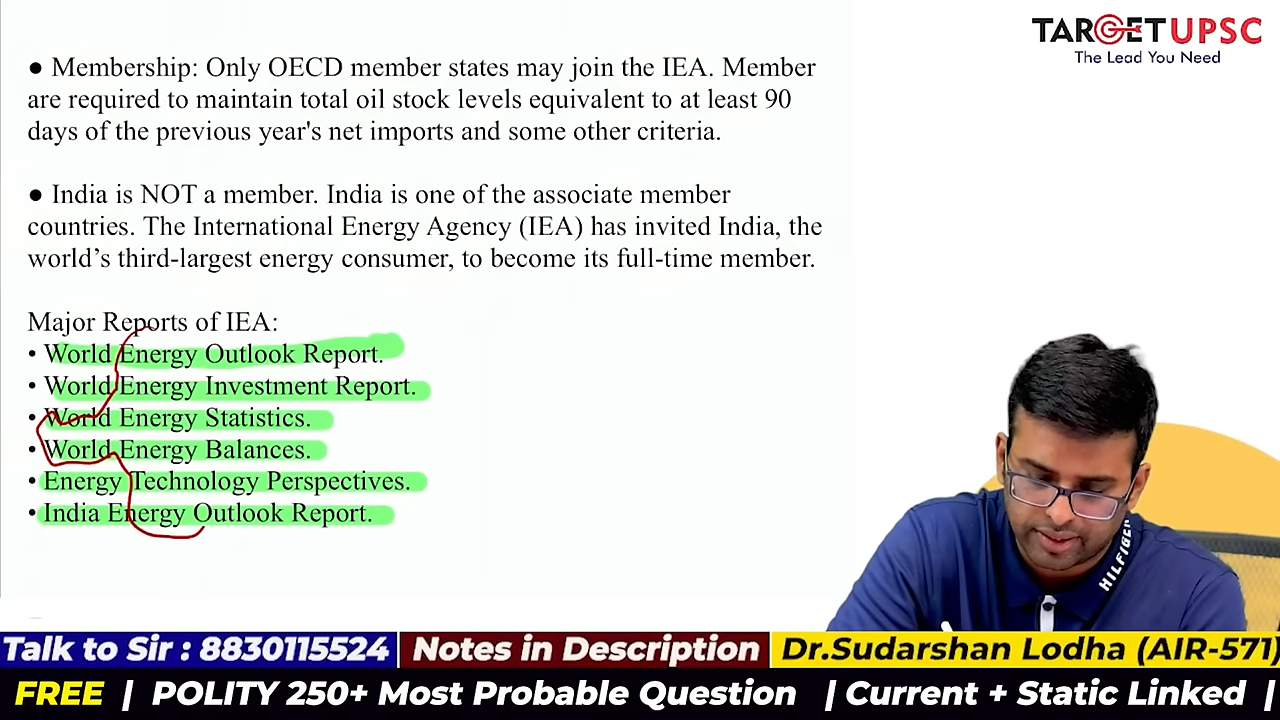 TARGET UPSC
The Lead You Need
● Membership: Only OECD member states may join the IEA. Member
are required to maintain total oil stock levels equivalent to at least 90
days of the previous year's net imports and some other criteria.
● India is NOT a member. India is one of the associate member
countries. The International Energy Agency (IEA) has invited India, the
world’s third-largest energy consumer, to become its full-time member.
Major Reports of IEA:
• World Energy Outlook Report.
• World Energy Investment Report.
• World Energy Statistics.
• World Energy Balances.
• Energy Technology Perspectives.
• India Energy Outlook Report.
HILFIGER
Talk to Sir : 8830115524 Notes in Description Dr.Sudarshan Lodha (AIR-571)
FREE | POLITY 250+ Most Probable Question | Current + Static Linked |